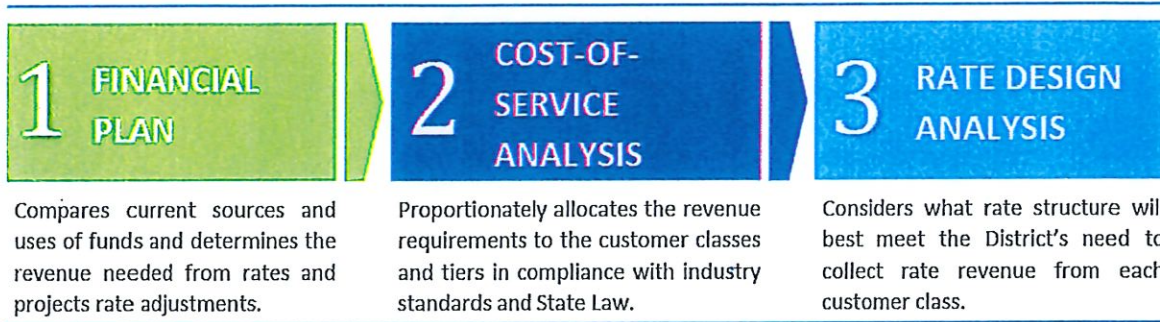 1
FINANCIAL
PLAN
2
COST-OF-
SERVICE
ANALYSIS
3
RATE DESIGN
ANALYSIS
Compares current sources and
uses of funds and determines the
revenue needed from rates and
projects rate adjustments.
Proportionately allocates the revenue
requirements to the customer classes
and tiers in compliance with industry
standards and State Law.
Considers what rate structure wil
best meet the District's need to
collect rate revenue from each
customer class.